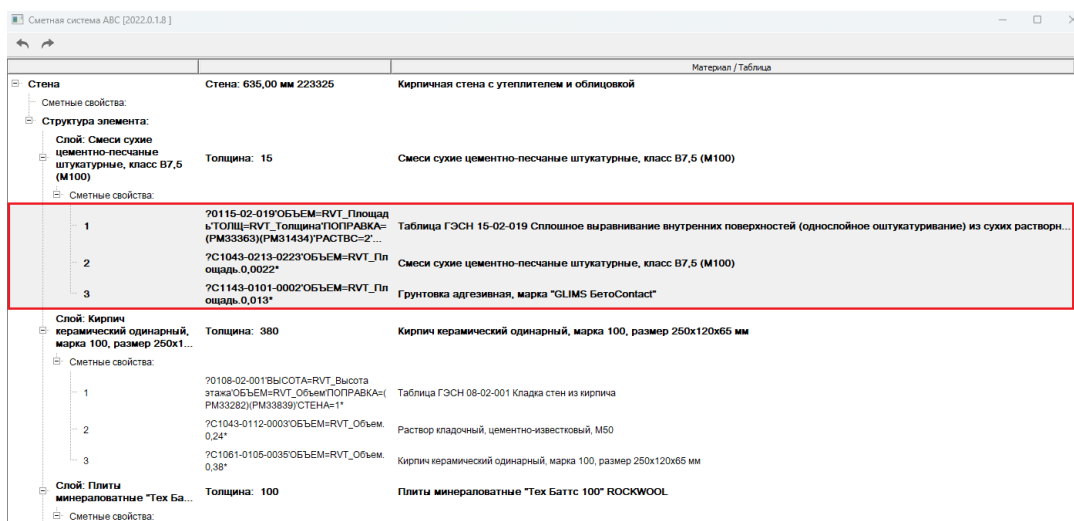 Сметная система ABC [2022.0.1.8 ]
Материал / Таблица
Стена Стена: 635,00 мм 223325 Кирпичная стена с утеплителем и облицовкой
Сметные свойства:
Структура элемента:
Слой: Смеси сухие
цементно-песчаные
штукатурные, класс В7,5
(М100)
Толщина: 15
Смеси сухие цементно-песчаные штукатурные, класс В7,5 (М100)
Сметные свойства:
1
?0115-02-019'ОБЪЕМ=RVT_Площад
ь'ТОЛЩ=RVT_Толщина'ПОПРАВКА=
(РМ33363)(РМ31434)'РАСТВС=2'...
Таблица ГЭСН 15-02-019 Сплошное выравнивание внутренних поверхностей (однослойное оштукатуривание) из сухих растворн...
2
?С1043-0213-0223'ОБЪЕМ=RVT_Пл
ощадь.0,0022*
Смеси сухие цементно-песчаные штукатурные, класс В7,5 (М100)
3
?С1143-0101-0002'ОБЪЕМ=RVT_Пл
ощадь.0,013*
Грунтовка адгезивная, марка "GLIMS БетоContact"
Слой: Кирпич
керамический одинарный,
марка 100, размер 250х1...
Толщина: 380
Кирпич керамический одинарный, марка 100, размер 250х120х65 мм
Сметные свойства:
1
?0108-02-001'ВЫСОТА=RVT_Высота
этажа'ОБЪЕМ=RVT_Объем'ПОПРАВКА=(
РМ33282)(РМ33839)'СТЕНА=1*
Таблица ГЭСН 08-02-001 Кладка стен из кирпича
2
?С1043-0112-0003'ОБЪЕМ=RVT_Объем.
0,24*
Раствор кладочный, цементно-известковый, М50
3
?С1061-0105-0035'ОБЪЕМ=RVT_Объем.
0,38*
Кирпич керамический одинарный, марка 100, размер 250х120х65 мм
Слой: Плиты
минераловатные "Тех Ба...
Толщина: 100
Плиты минераловатные "Тех Баттс 100" ROCKWOOL
Сметные свойства: